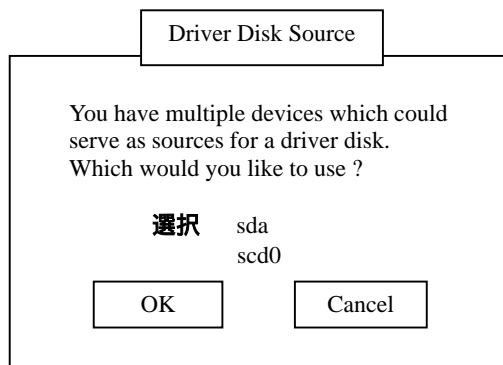 Driver Disk Source
You have multiple devices which could
serve as sources for a driver disk.
Which would you like to use ?
選択 sda
scd0
OK Cancel